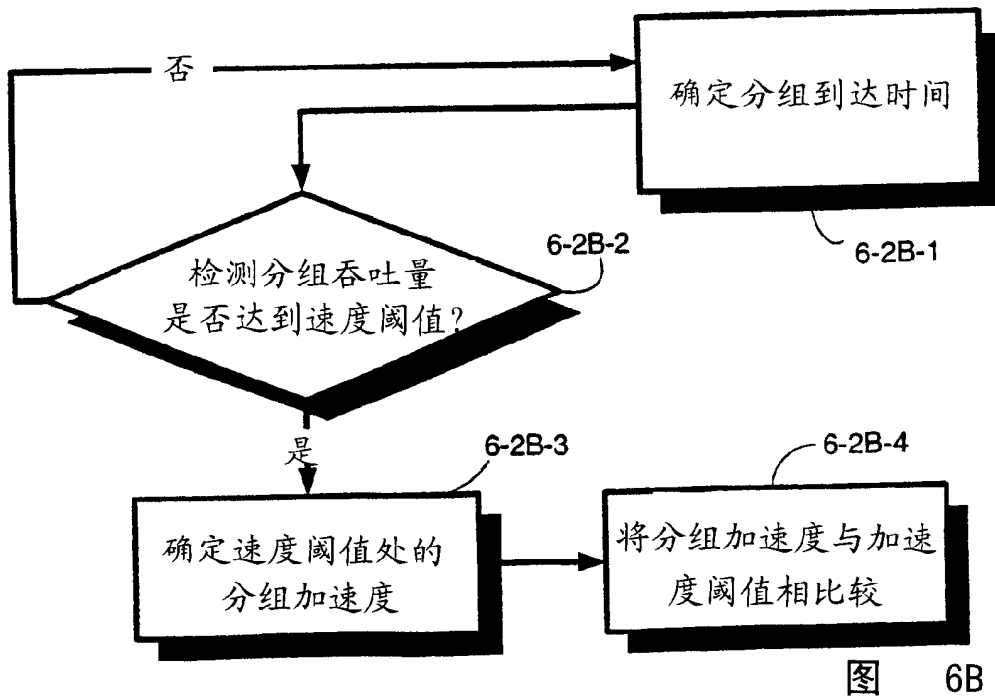 否
确定分组到达时间
6-2B-1
6-2B-2
检测分组吞吐量
是否达到速度阈值?
是
6-2B-3
确定速度阈值处的
分组加速度
6-2B-4
将分组加速度与加速
度阈值相比较
图 6B